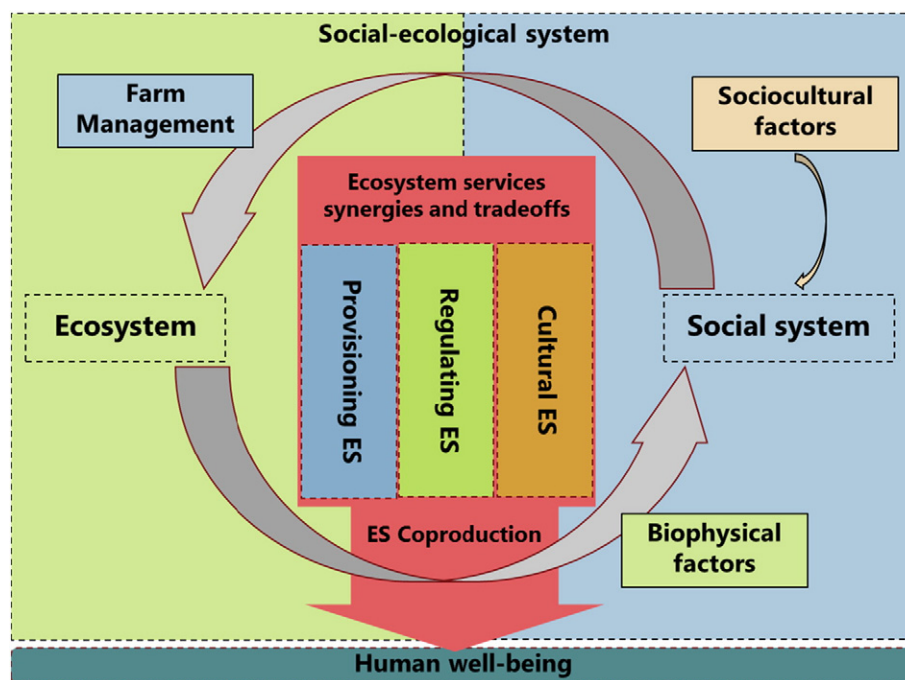 Social-ecological system
Farm
Management
Sociocultural
factors
Ecosystem services
synergies and tradeoffs
Provisioning ES
Regulating ES
Cultural ES
Ecosystem
Social system
ES Coproduction
Biophysical
factors
Human well-being